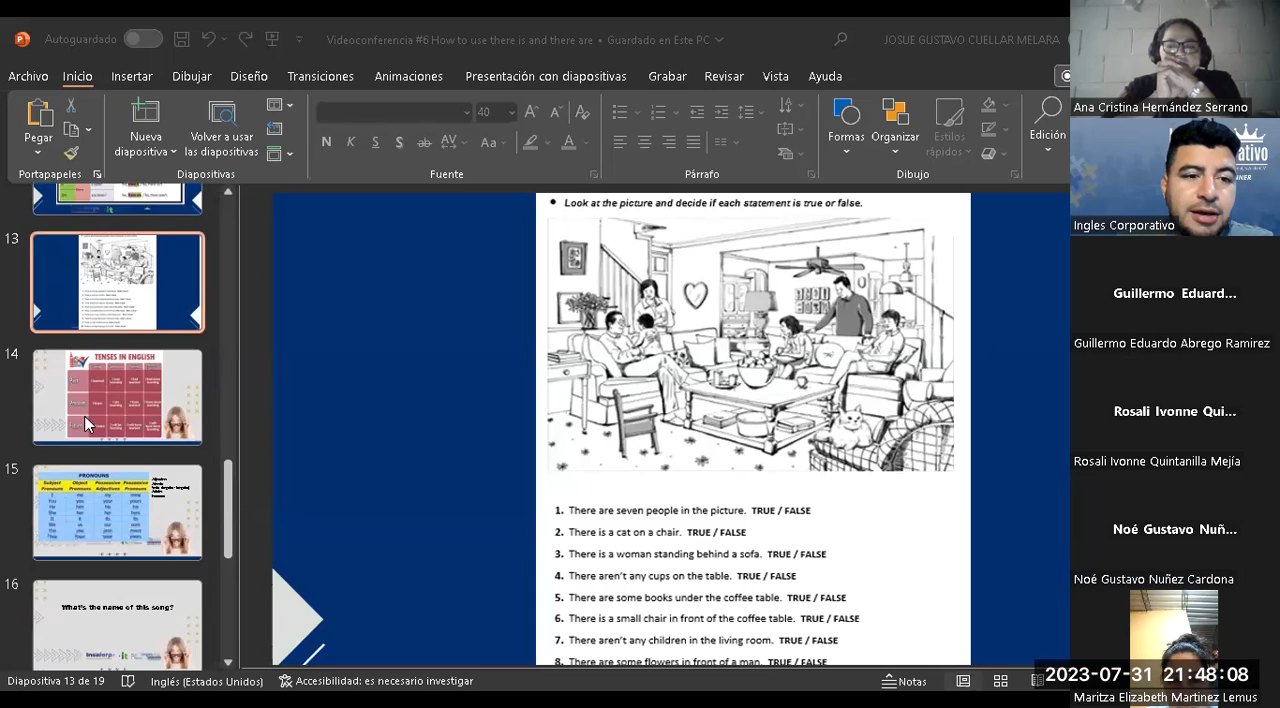 Autoguardado
Videoconferencia #6 How to use there is and there are • Guardado en Este PC
JOSUE GUSTAVO CUELLAR MELARA
Archivo Inicio Insertar Dibujar Diseño Transiciones Animaciones Presentación con diapositivas Grabar Revisar Vista Ayuda
Pegar
Nueva diapositiva
Volver a usar las diapositivas
40
N K S S ab AV Aa A
Formas
Organizar
Estilos rápidos
Edición
Portapapeles Diapositivas Fuente Párrafo Dibujo
13
14
TENSES IN ENGLISH
15
PRONOUNS
16
What's the name of this song?
• Look at the picture and decide if each statement is true or false.
1. There are seven people in the picture. TRUE / FALSE
2. There is a cat on a chair. TRUE / FALSE
3. There is a woman standing behind a sofa. TRUE / FALSE
4. There aren't any cups on the table. TRUE / FALSE
5. There are some books under the coffee table. TRUE / FALSE
6. There is a small chair in front of the coffee table. TRUE / FALSE
7. There aren't any children in the living room. TRUE / FALSE
8. There are some flowers in front of a man. TRUE / FALSE
Diapositiva 13 de 19
Inglés (Estados Unidos)
Accesibilidad: es necesario investigar
Notas
Ana Cristina Hernández Serrano
Ingles Corporativo
Guillermo Eduard...
Guillermo Eduardo Abrego Ramirez
Rosali Ivonne Qui...
Rosali Ivonne Quintanilla Mejía
Noé Gustavo Nuñ...
Noé Gustavo Nuñez Cardona
2023-07-31 21:48:08
Maritza Elizabeth Martinez Lemus